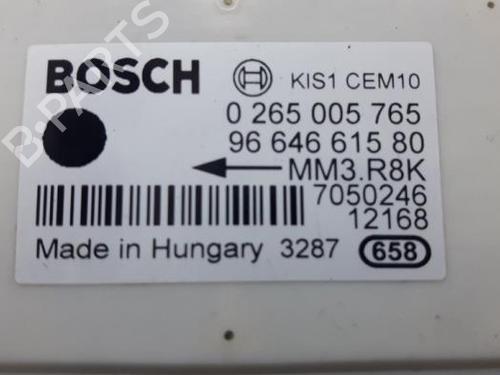 BOSCH KIS1 CEM10
0 265 005 765
96 646 615 80
MM3.R8K
7050246
12168
Made in Hungary 3287 658
B-PARTS